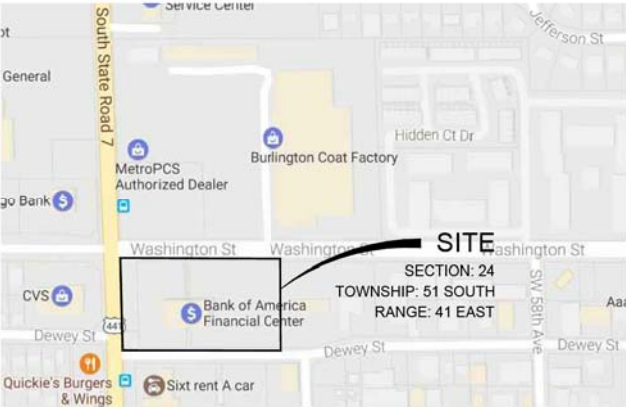 Service Center
Jefferson St
ot
General
South State Road 7
Hidden Ct Dr
Burlington Coat Factory
MetroPCS
Authorized Dealer
go Bank
Washington St
Washington St
SITE
ashington St
SECTION: 24
TOWNSHIP: 51 SOUTH
RANGE: 41 EAST
SW 58th Ave
CVS
Bank of America
Financial Center
Aaa
441
Dewey St
Dewey St
Dewey St
Quickie's Burgers
& Wings
Sixt rent A car